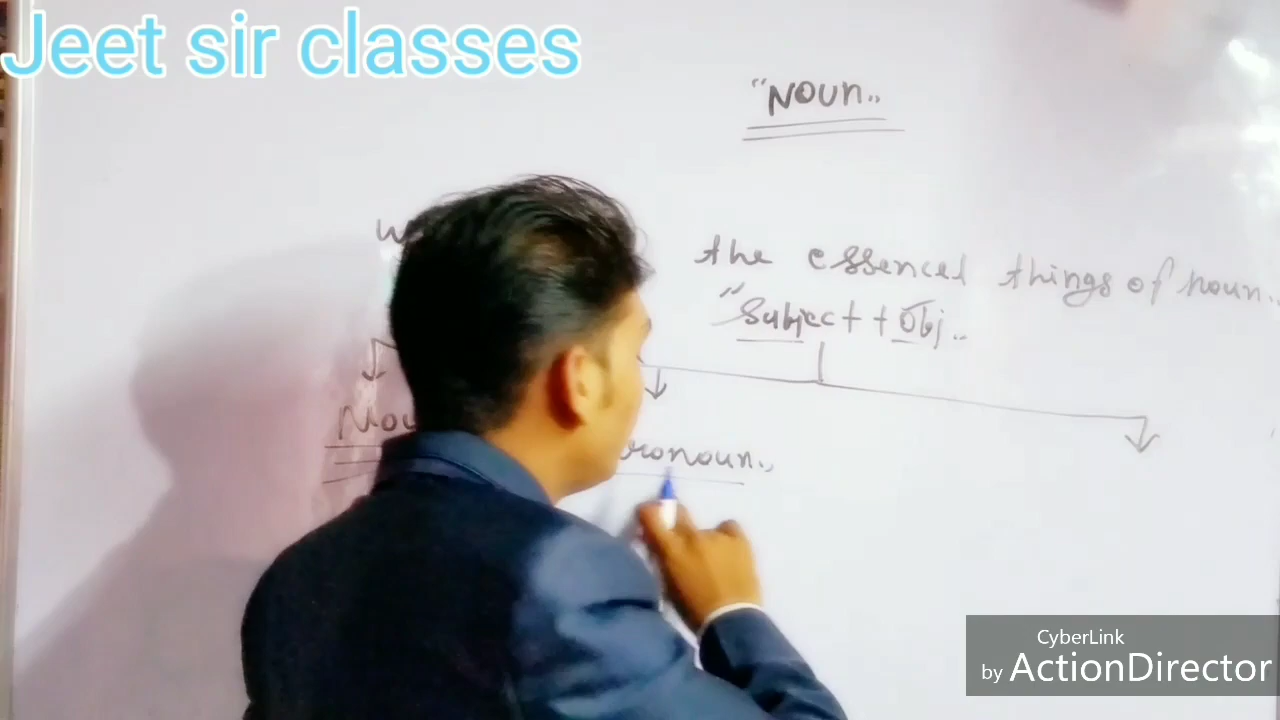 Jeet sir classes
"NOUN"
the essencel things of noun.
"Subject + Obj"
CyberLink
by ActionDirector